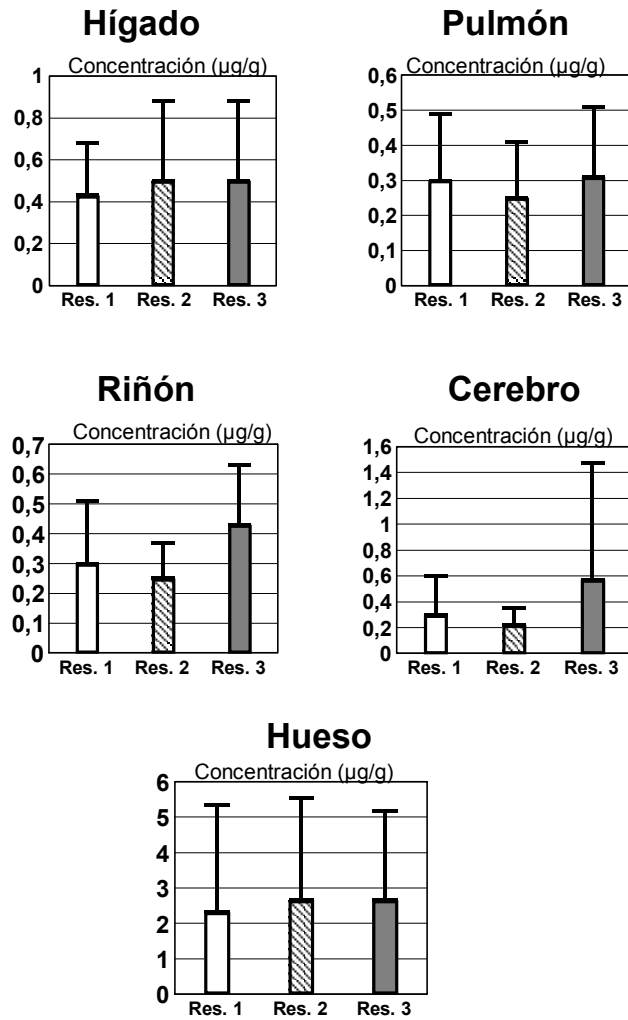 Hígado
Concentración (µg/g)
1
0,8
0,6
0,4
0,2
0
Res. 1 Res. 2 Res. 3
Pulmón
Concentración (µg/g)
0,6
0,5
0,4
0,3
0,2
0,1
0
Res. 1 Res. 2 Res. 3
Riñón
Concentración (µg/g)
0,7
0,6
0,5
0,4
0,3
0,2
0,1
0
Res. 1 Res. 2 Res. 3
Cerebro
Concentración (µg/g)
1,6
1,4
1,2
1
0,8
0,6
0,4
0,2
0
Res. 1 Res. 2 Res. 3
Hueso
Concentración (µg/g)
6
5
4
3
2
1
0
Res. 1 Res. 2 Res. 3